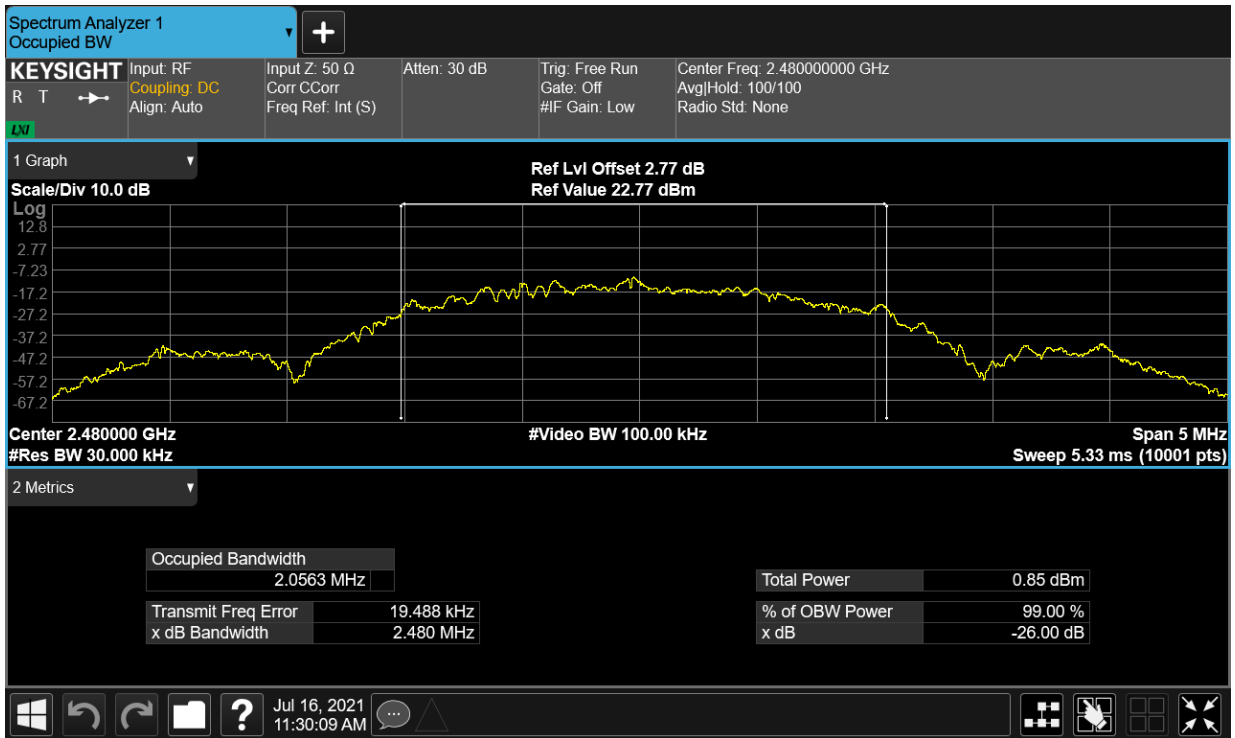 Spectrum Analyzer 1
Occupied BW
KEYSIGHT
R T
LXI
Input: RF
Coupling: DC
Align: Auto
Input Z: 50 Ω
Corr CCorr
Freq Ref: Int (S)
Atten: 30 dB
Trig: Free Run
Gate: Off
#IF Gain: Low
Center Freq: 2.480000000 GHz
Avg|Hold: 100/100
Radio Std: None
1 Graph
Scale/Div 10.0 dB
Ref Lvl Offset 2.77 dB
Ref Value 22.77 dBm
Log
12.8
2.77
-7.23
-17.2
-27.2
-37.2
-47.2
-57.2
-67.2
Center 2.480000 GHz
#Video BW 100.00 kHz
Span 5 MHz
#Res BW 30.000 kHz
Sweep 5.33 ms (10001 pts)
2 Metrics
Occupied Bandwidth
2.0563 MHz
Total Power 0.85 dBm
Transmit Freq Error 19.488 kHz
% of OBW Power 99.00 %
x dB Bandwidth 2.480 MHz
x dB -26.00 dB
?
Jul 16, 2021
11:30:09 AM